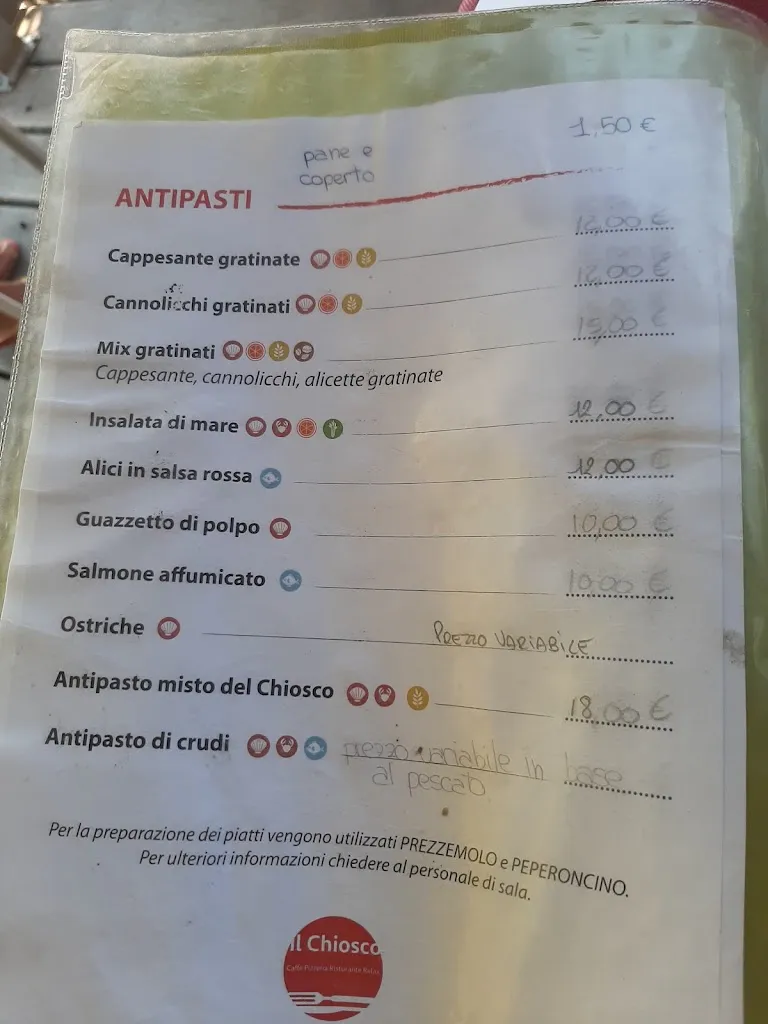 pane e
coperto
1,50 €
ANTIPASTI
Cappesante gratinate 12,00 €
Cannolicchi gratinati 12,00 €
Mix gratinati 15,00 €
Cappesante, cannolicchi, alicette gratinate
Insalata di mare 12,00 €
Alici in salsa rossa 12,00 €
Guazzetto di polpo 10,00 €
Salmone affumicato 10,00 €
Ostriche PREZZO VARIABILE
Antipasto misto del Chiosco 18,00 €
Antipasto di crudi prezzo variabile in base
al pescato
Per la preparazione dei piatti vengono utilizzati PREZZEMOLO e PEPERONCINO.
Per ulteriori informazioni chiedere al personale di sala.
Il Chiosco
Caffè Pizzeria Ristorante Relax